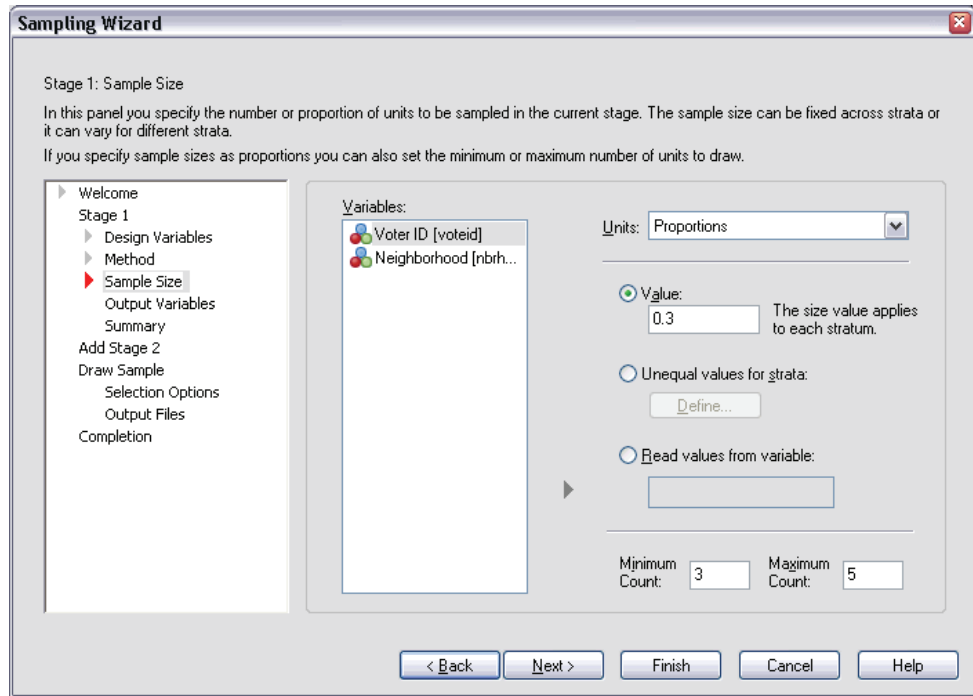 Sampling Wizard
Stage 1: Sample Size
In this panel you specify the number or proportion of units to be sampled in the current stage. The sample size can be fixed across strata or
it can vary for different strata.
If you specify sample sizes as proportions you can also set the minimum or maximum number of units to draw.
Welcome
Stage 1
Design Variables
Method
Sample Size
Output Variables
Summary
Add Stage 2
Draw Sample
Selection Options
Output Files
Completion
Variables:
Voter ID [voteid]
Neighborhood [nbrh...
Units: Proportions
Value:
0.3
The size value applies
to each stratum.
Unequal values for strata:
Define...
Read values from variable:
Minimum
Count: 3
Maximum
Count: 5
< Back
Next >
Finish
Cancel
Help